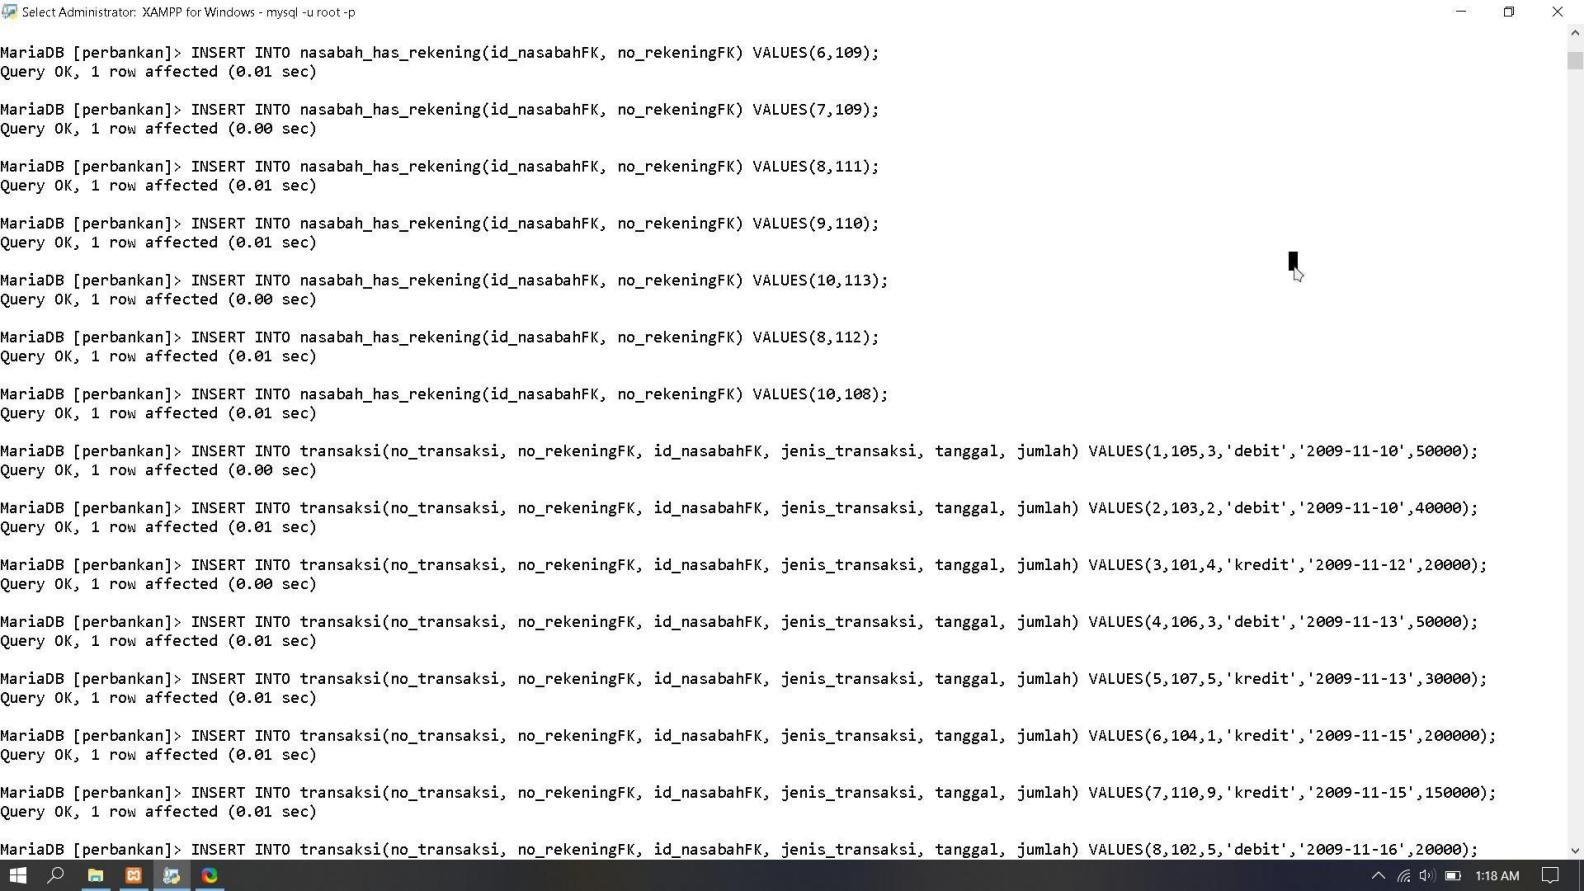 Select Administrator: XAMPP for Windows - mysql -u root -p
MariaDB [perbankan]> INSERT INTO nasabah_has_rekening(id_nasabahFK, no_rekeningFK) VALUES(6,109);
Query OK, 1 row affected (0.01 sec)
MariaDB [perbankan]> INSERT INTO nasabah_has_rekening(id_nasabahFK, no_rekeningFK) VALUES(7,109);
Query OK, 1 row affected (0.00 sec)
MariaDB [perbankan]> INSERT INTO nasabah_has_rekening(id_nasabahFK, no_rekeningFK) VALUES(8,111);
Query OK, 1 row affected (0.01 sec)
MariaDB [perbankan]> INSERT INTO nasabah_has_rekening(id_nasabahFK, no_rekeningFK) VALUES(9,110);
Query OK, 1 row affected (0.01 sec)
MariaDB [perbankan]> INSERT INTO nasabah_has_rekening(id_nasabahFK, no_rekeningFK) VALUES(10,113);
Query OK, 1 row affected (0.00 sec)
MariaDB [perbankan]> INSERT INTO nasabah_has_rekening(id_nasabahFK, no_rekeningFK) VALUES(8,112);
Query OK, 1 row affected (0.01 sec)
MariaDB [perbankan]> INSERT INTO nasabah_has_rekening(id_nasabahFK, no_rekeningFK) VALUES(10,108);
Query OK, 1 row affected (0.01 sec)
MariaDB [perbankan]> INSERT INTO transaksi(no_transaksi, no_rekeningFK, id_nasabahFK, jenis_transaksi, tanggal, jumlah) VALUES(1,105,3,'debit','2009-11-10',50000);
Query OK, 1 row affected (0.00 sec)
MariaDB [perbankan]> INSERT INTO transaksi(no_transaksi, no_rekeningFK, id_nasabahFK, jenis_transaksi, tanggal, jumlah) VALUES(2,103,2,'debit','2009-11-10',40000);
Query OK, 1 row affected (0.01 sec)
MariaDB [perbankan]> INSERT INTO transaksi(no_transaksi, no_rekeningFK, id_nasabahFK, jenis_transaksi, tanggal, jumlah) VALUES(3,101,4,'kredit','2009-11-12',20000);
Query OK, 1 row affected (0.00 sec)
MariaDB [perbankan]> INSERT INTO transaksi(no_transaksi, no_rekeningFK, id_nasabahFK, jenis_transaksi, tanggal, jumlah) VALUES(4,106,3,'debit','2009-11-13',50000);
Query OK, 1 row affected (0.01 sec)
MariaDB [perbankan]> INSERT INTO transaksi(no_transaksi, no_rekeningFK, id_nasabahFK, jenis_transaksi, tanggal, jumlah) VALUES(5,107,5,'kredit','2009-11-13',30000);
Query OK, 1 row affected (0.01 sec)
MariaDB [perbankan]> INSERT INTO transaksi(no_transaksi, no_rekeningFK, id_nasabahFK, jenis_transaksi, tanggal, jumlah) VALUES(6,104,1,'kredit','2009-11-15',200000);
Query OK, 1 row affected (0.01 sec)
MariaDB [perbankan]> INSERT INTO transaksi(no_transaksi, no_rekeningFK, id_nasabahFK, jenis_transaksi, tanggal, jumlah) VALUES(7,110,9,'kredit','2009-11-15',150000);
Query OK, 1 row affected (0.01 sec)
MariaDB [perbankan]> INSERT INTO transaksi(no_transaksi, no_rekeningFK, id_nasabahFK, jenis_transaksi, tanggal, jumlah) VALUES(8,102,5,'debit','2009-11-16',20000);
1:18 AM